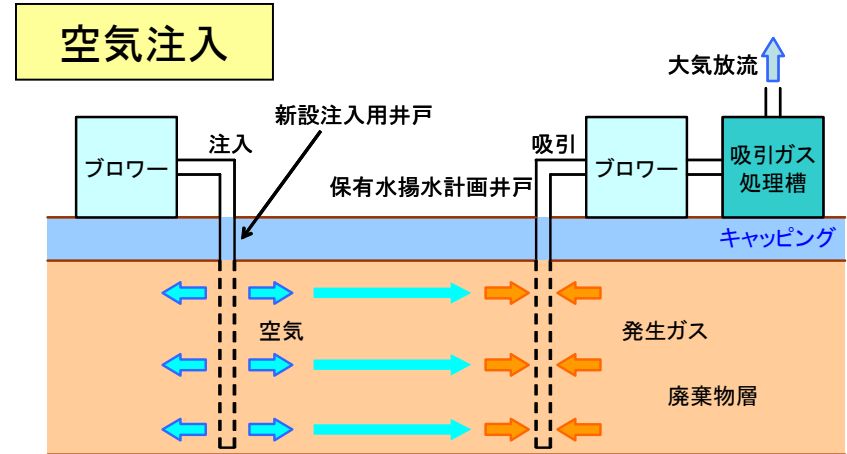 空気注入
大気放流
新設注入用井戸
注入
吸引
ブロワー
ブロワー
吸引ガス
処理槽
保有水揚水計画井戸
キャッピング
空気
発生ガス
廃棄物層